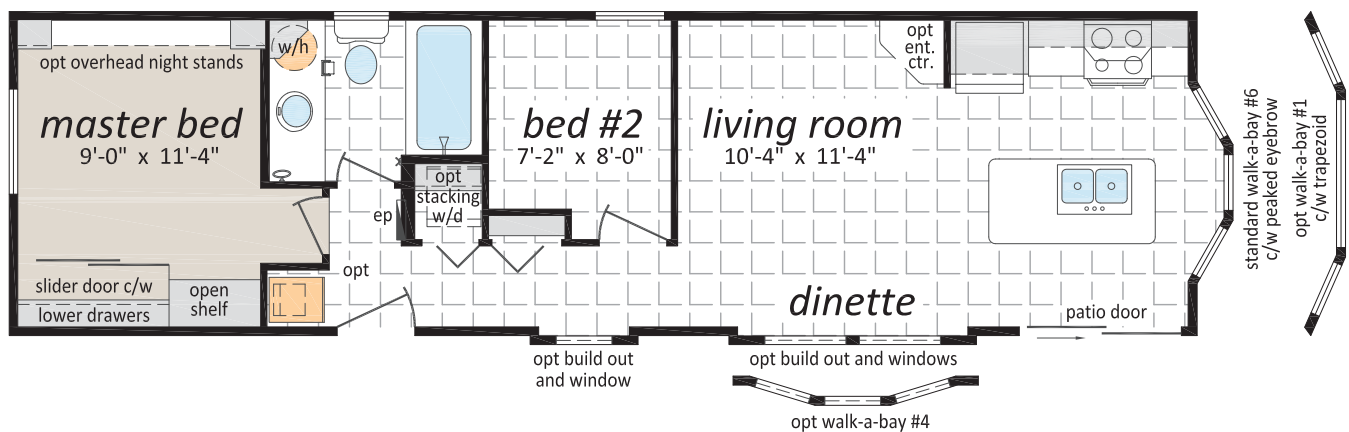 opt overhead night stands
master bed
9'-0" x 11'-4"
slider door c/w
lower drawers
open
shelf
w/h
opt
stacking
w/d
ep
opt
bed #2
7'-2" x 8'-0"
living room
10'-4" x 11'-4"
opt
ent.
ctr.
dinette
patio door
opt build out
and window
opt build out and windows
opt walk-a-bay #4
standard walk-a-bay #6
c/w peaked eyebrow
opt walk-a-bay #1
c/w trapezoid